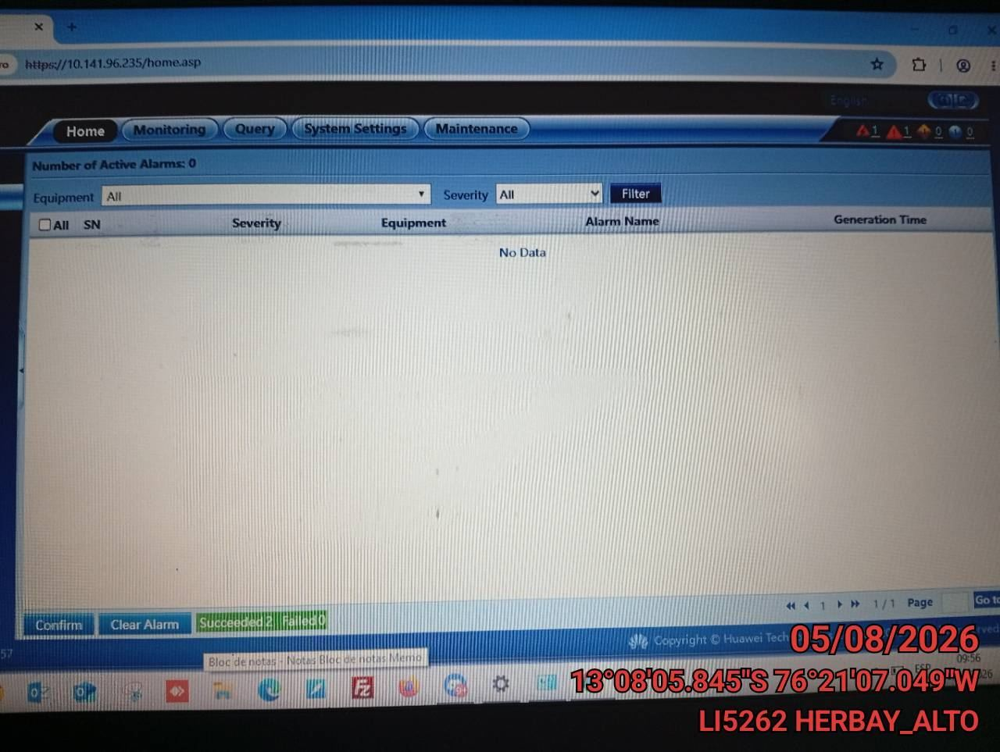 https://10.141.96.235/home.asp
English
Home Monitoring Query System Settings Maintenance
1 1 0 0
Number of Active Alarms: 0
Equipment All Severity All Filter
All SN Severity Equipment Alarm Name Generation Time
No Data
1 1 / 1 Page Go to
Confirm Clear Alarm Succeeded 2 Failed 0
Copyright © Huawei Tech
57
05/08/2026
Bloc de notas - Notas Bloc de notas Memo
09:56
ESP
13°08'05.845"S 76°21'07.049"W
LI5262 HERBAY_ALTO